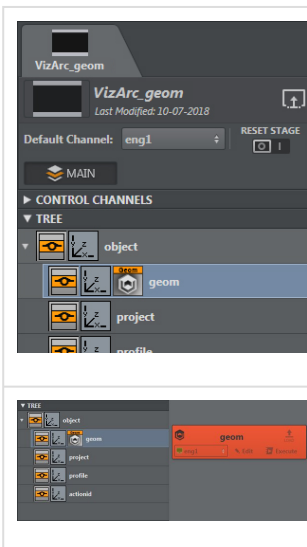 VizArc_geom
VizArc_geom
Last Modified: 10-07-2018
Default Channel: eng1
RESET STAGE
MAIN
CONTROL CHANNELS
TREE
object
Geom
geom
project
profile
TREE
object
geom
project
profile
actionid
geom
eng1 Edit Execute